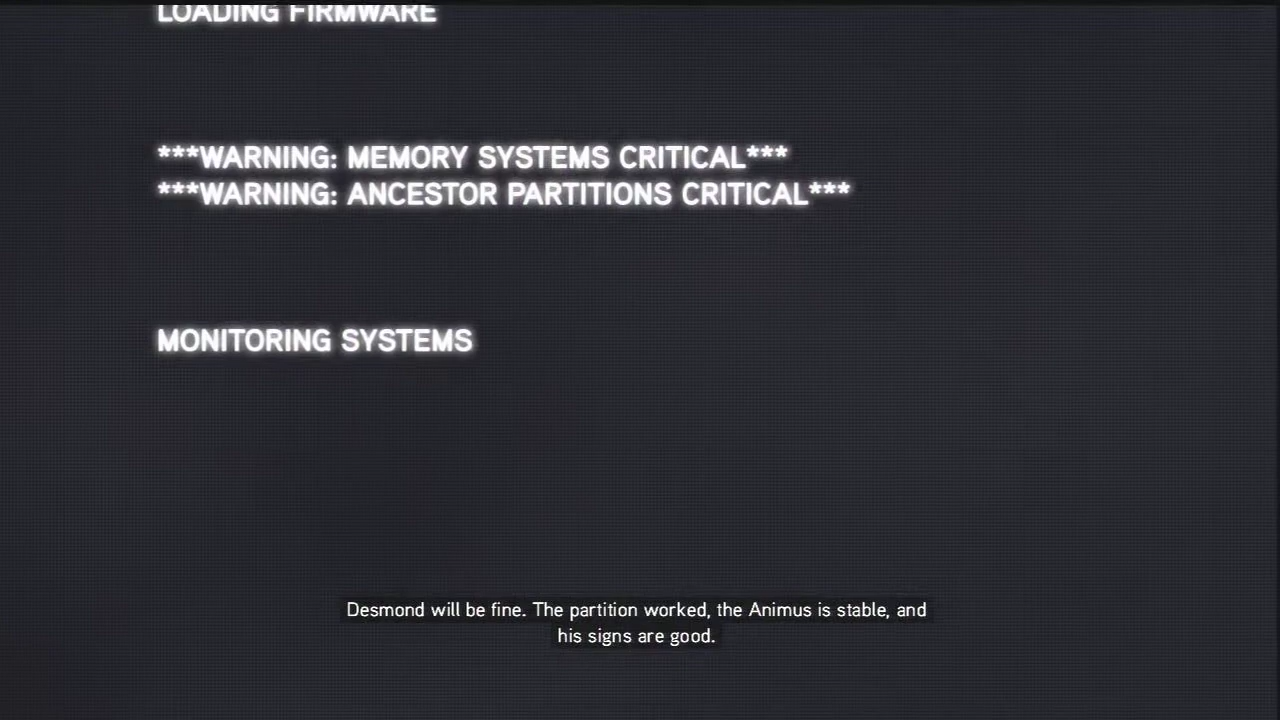 LOADING FIRMWARE
***WARNING: MEMORY SYSTEMS CRITICAL***
***WARNING: ANCESTOR PARTITIONS CRITICAL***
MONITORING SYSTEMS
Desmond will be fine. The partition worked, the Animus is stable, and
his signs are good.